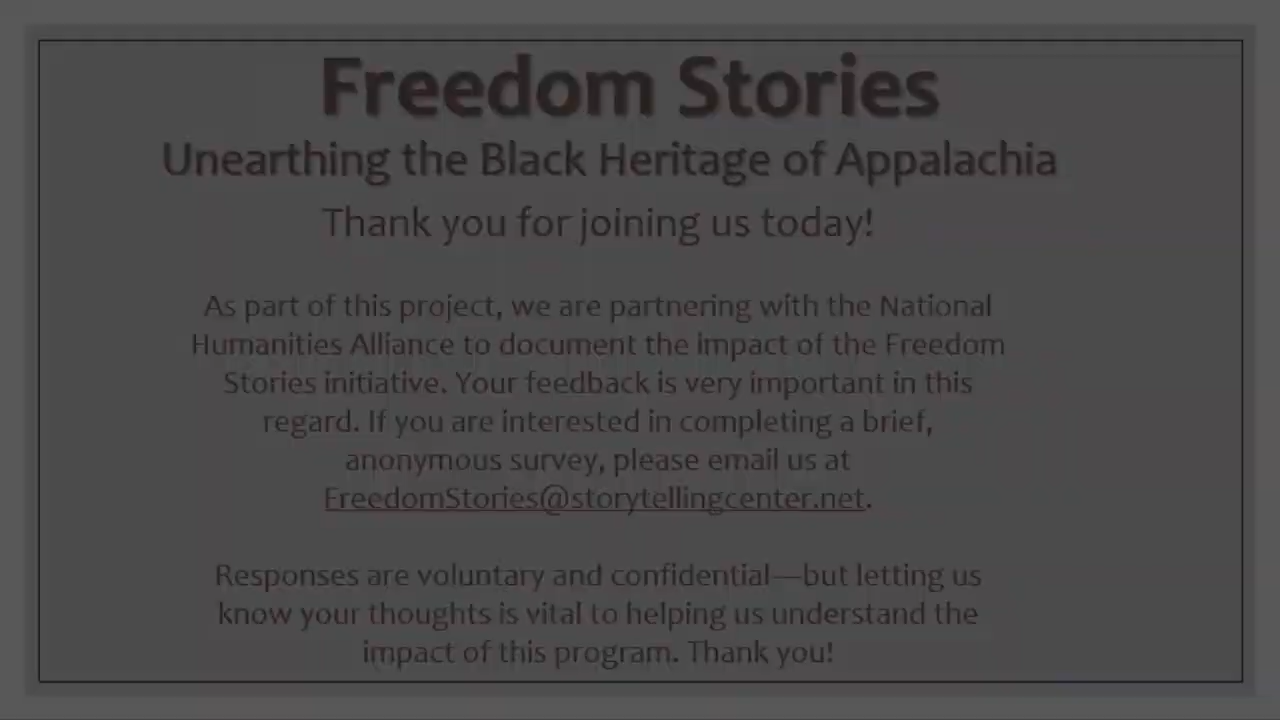 Freedom Stories
Unearthing the Black Heritage of Appalachia
Thank you for joining us today!
As part of this project, we are partnering with the National
Humanities Alliance to document the impact of the Freedom
Stories initiative. Your feedback is very important in this
regard. If you are interested in completing a brief,
anonymous survey, please email us at
FreedomStories@storytellingcenter.net.
Responses are voluntary and confidential—but letting us
know your thoughts is vital to helping us understand the
impact of this program. Thank you!